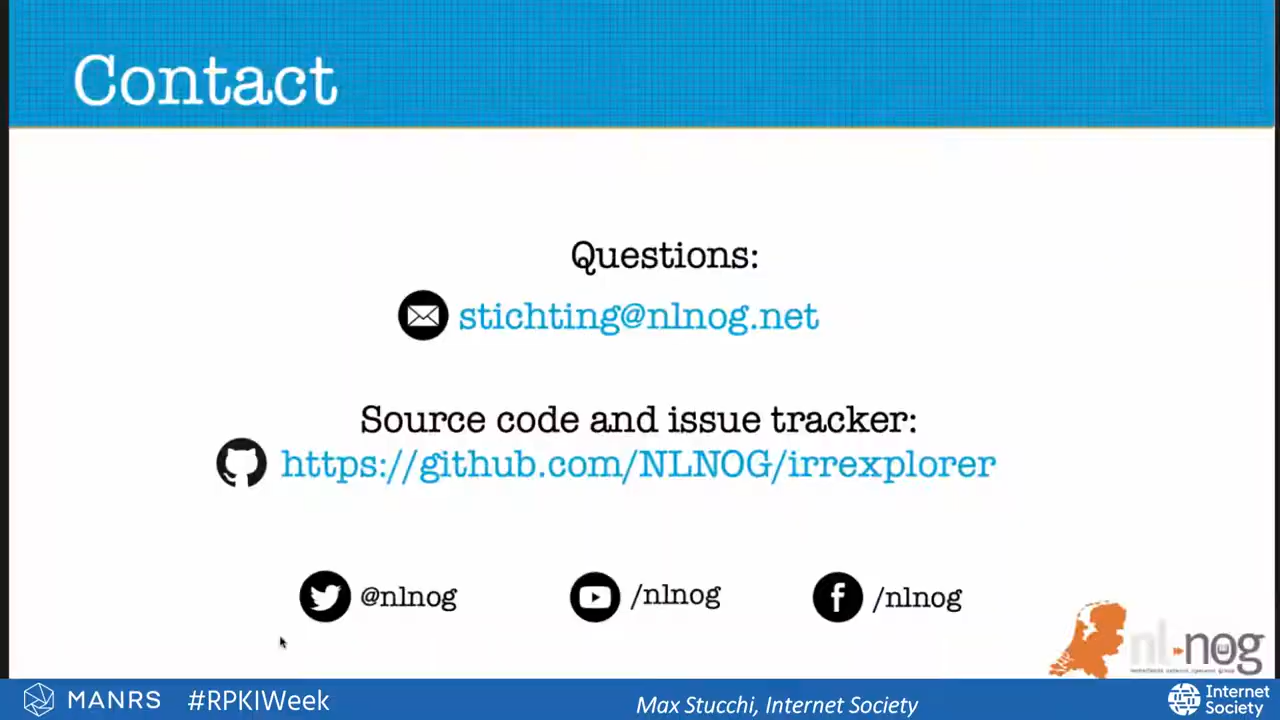 Contact
Questions:
stichting@nlnog.net
Source code and issue tracker:
https://github.com/NLNOG/irrexplorer
@nlnog
/nlnog
/nlnog
nl-nog
MANRS #RPKIWeek
Max Stucchi, Internet Society
Internet
Society